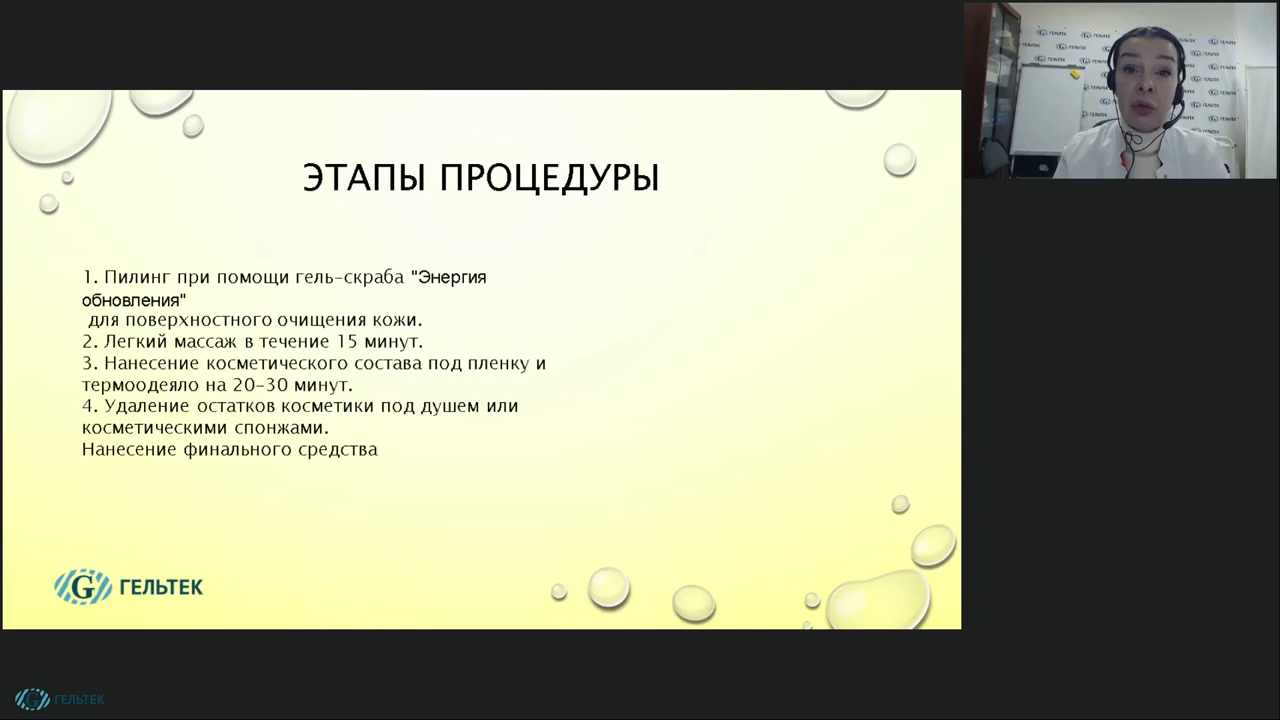 ЭТАПЫ ПРОЦЕДУРЫ
1. Пилинг при помощи гель-скраба "Энергия
обновления"
для поверхностного очищения кожи.
2. Легкий массаж в течение 15 минут.
3. Нанесение косметического состава под пленку и
термоодеяло на 20-30 минут.
4. Удаление остатков косметики под душем или
косметическими спонжами.
Нанесение финального средства
G ГЕЛЬТЕК
ГЕЛЬТЕК